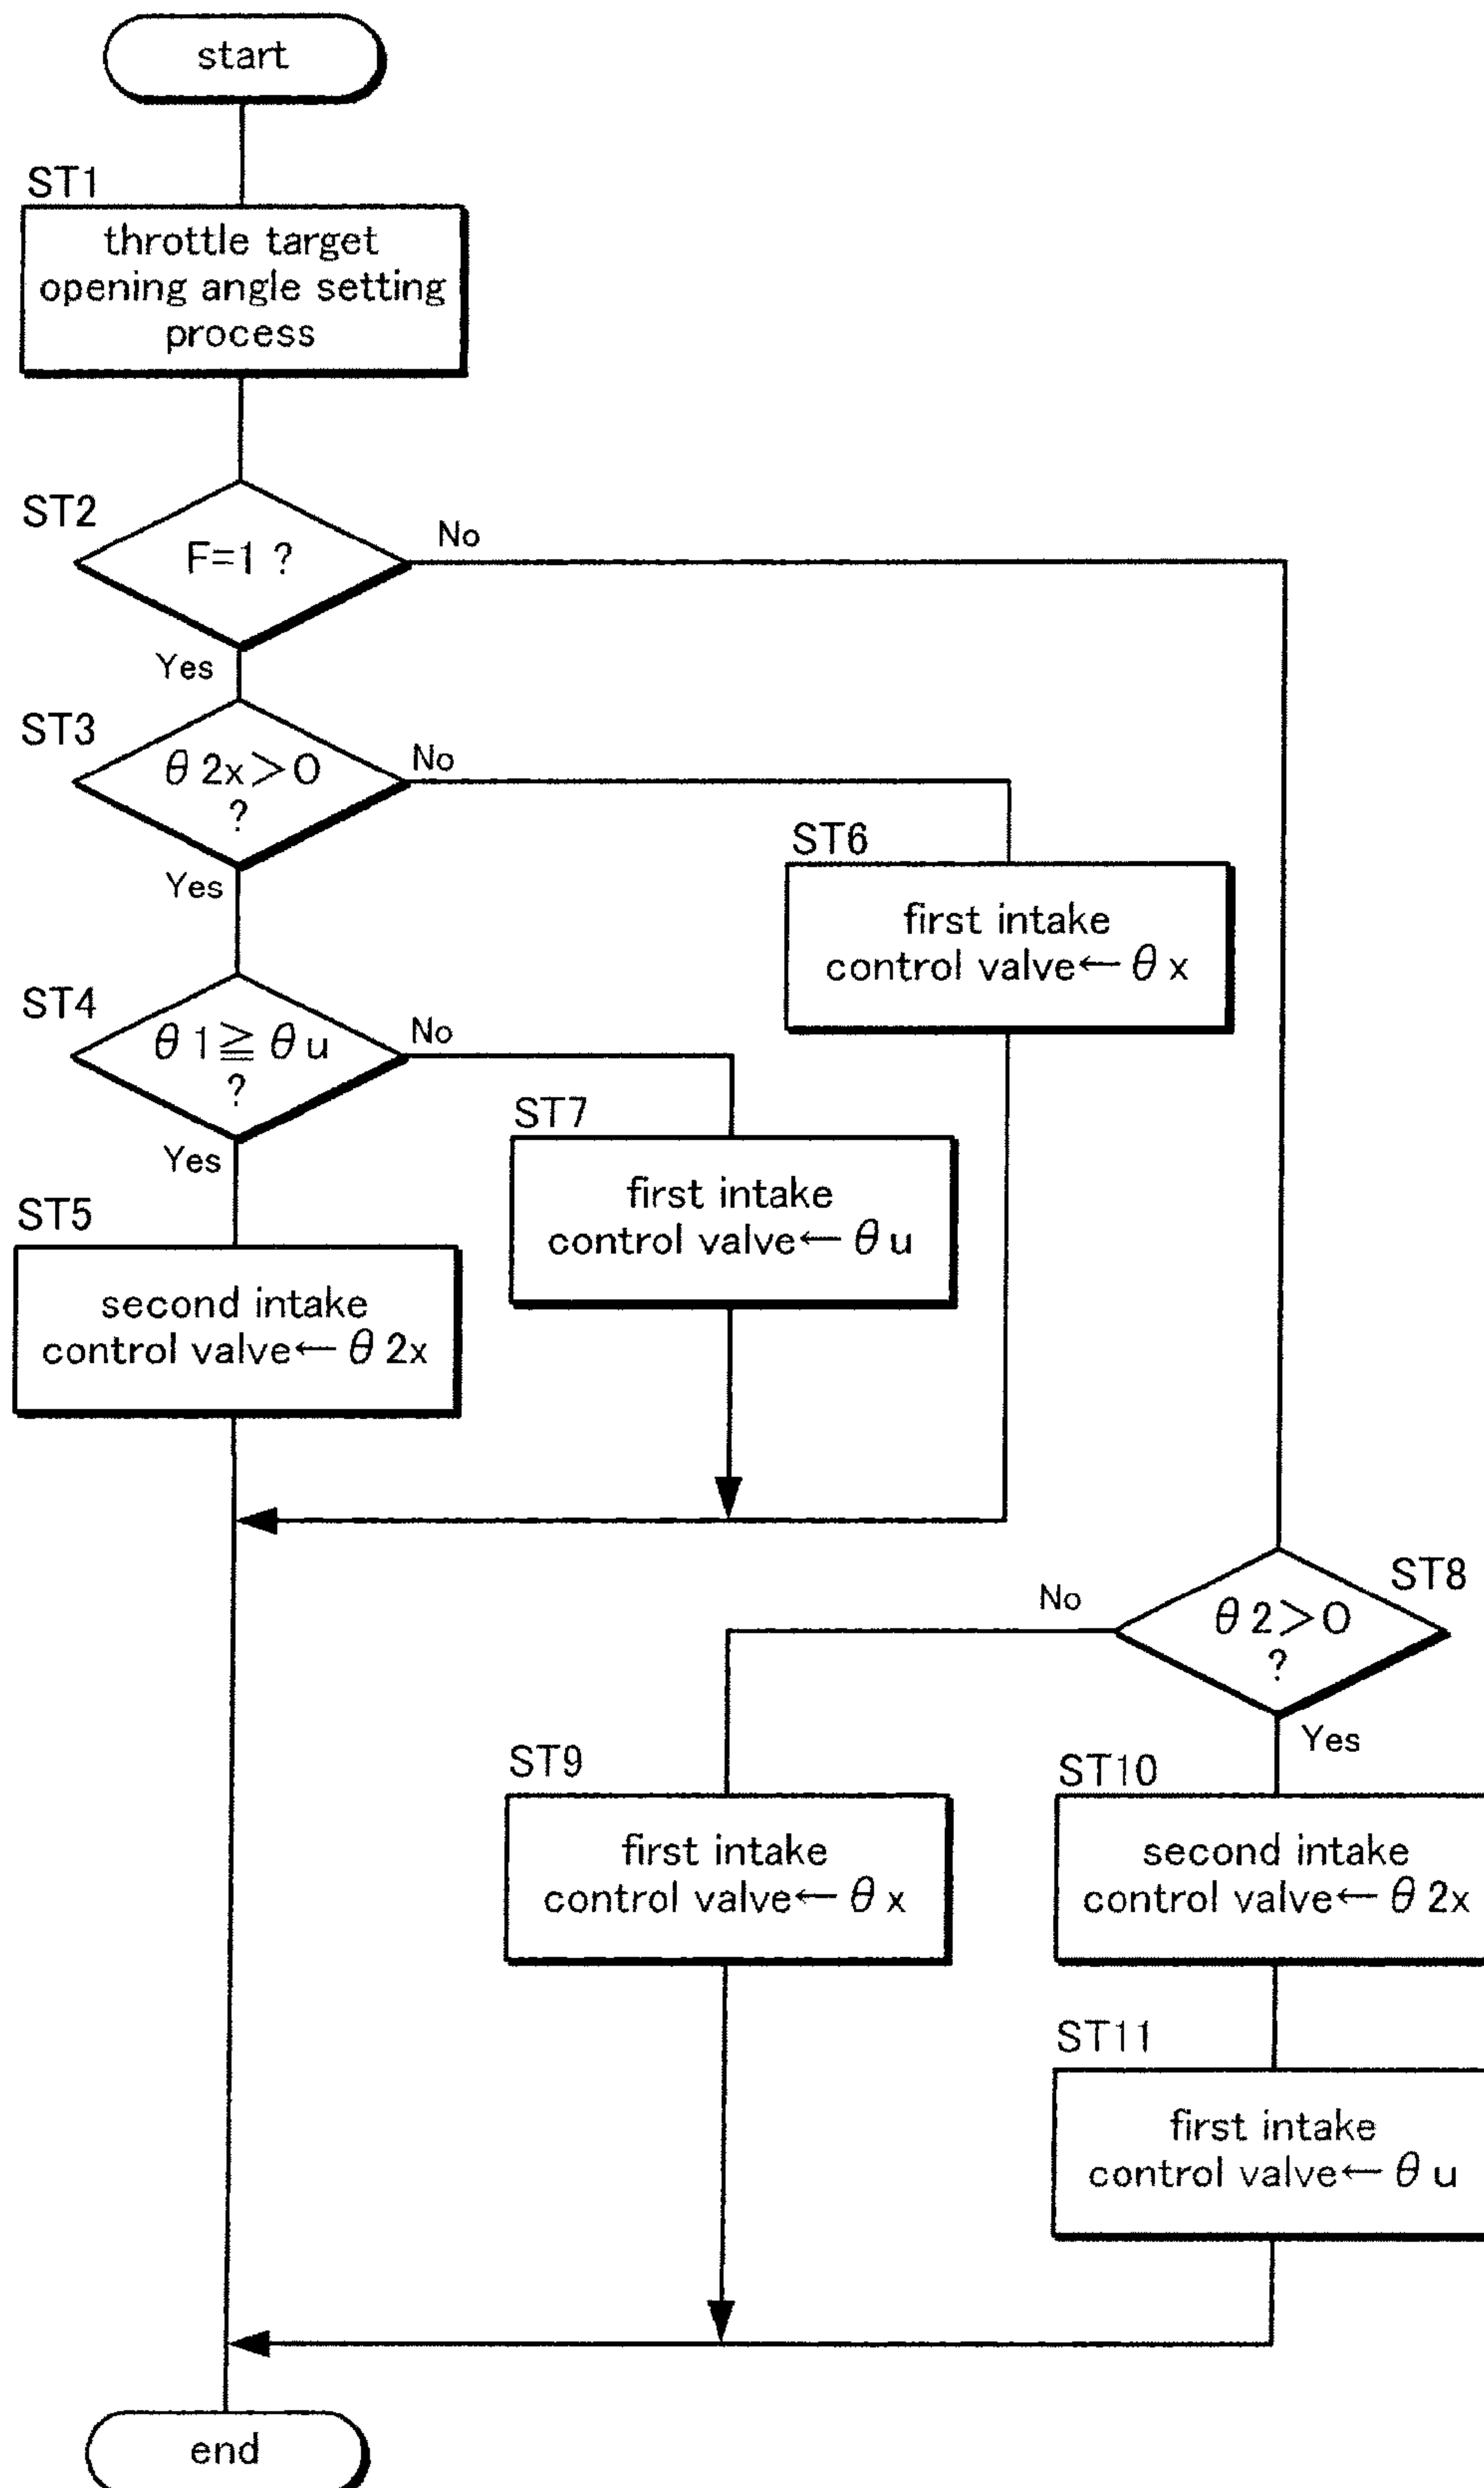 start
ST1
throttle target
opening angle setting
process
ST2
F=1 ?
No
Yes
ST3
θ 2x>0
?
No
Yes
ST6
first intake
control valve← θ x
ST4
θ 1≧ θ u
?
No
Yes
ST7
first intake
control valve← θ u
ST5
second intake
control valve← θ 2x
ST8
θ 2>0
?
No
Yes
ST9
first intake
control valve← θ x
ST10
second intake
control valve← θ 2x
ST11
first intake
control valve← θ u
end